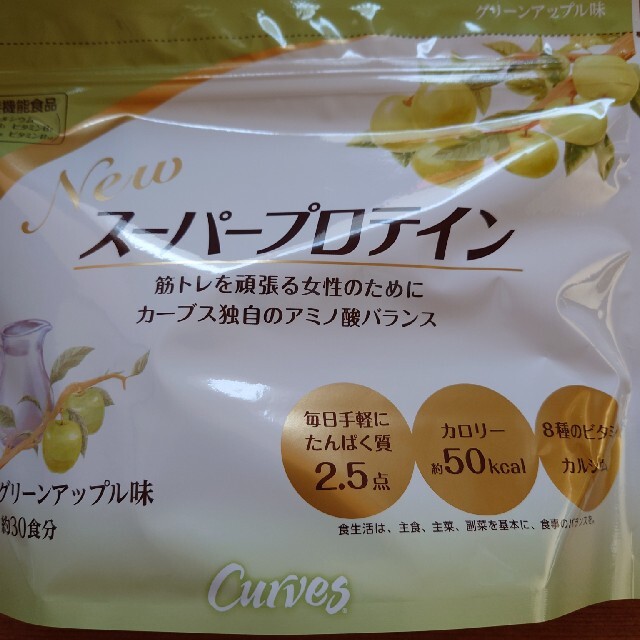 グリーンアップル味
New
スーパープロテイン
筋トレを頑張る女性のために
カーブス独自のアミノ酸バランス
毎日手軽に
たんぱく質
2.5点
カロリー
約50kcal
8種のビタミ
カルシウ
グリーンアップル味
約30食分
食生活は、主食、主菜、副菜を基本に、食事のバランスを。
Curves